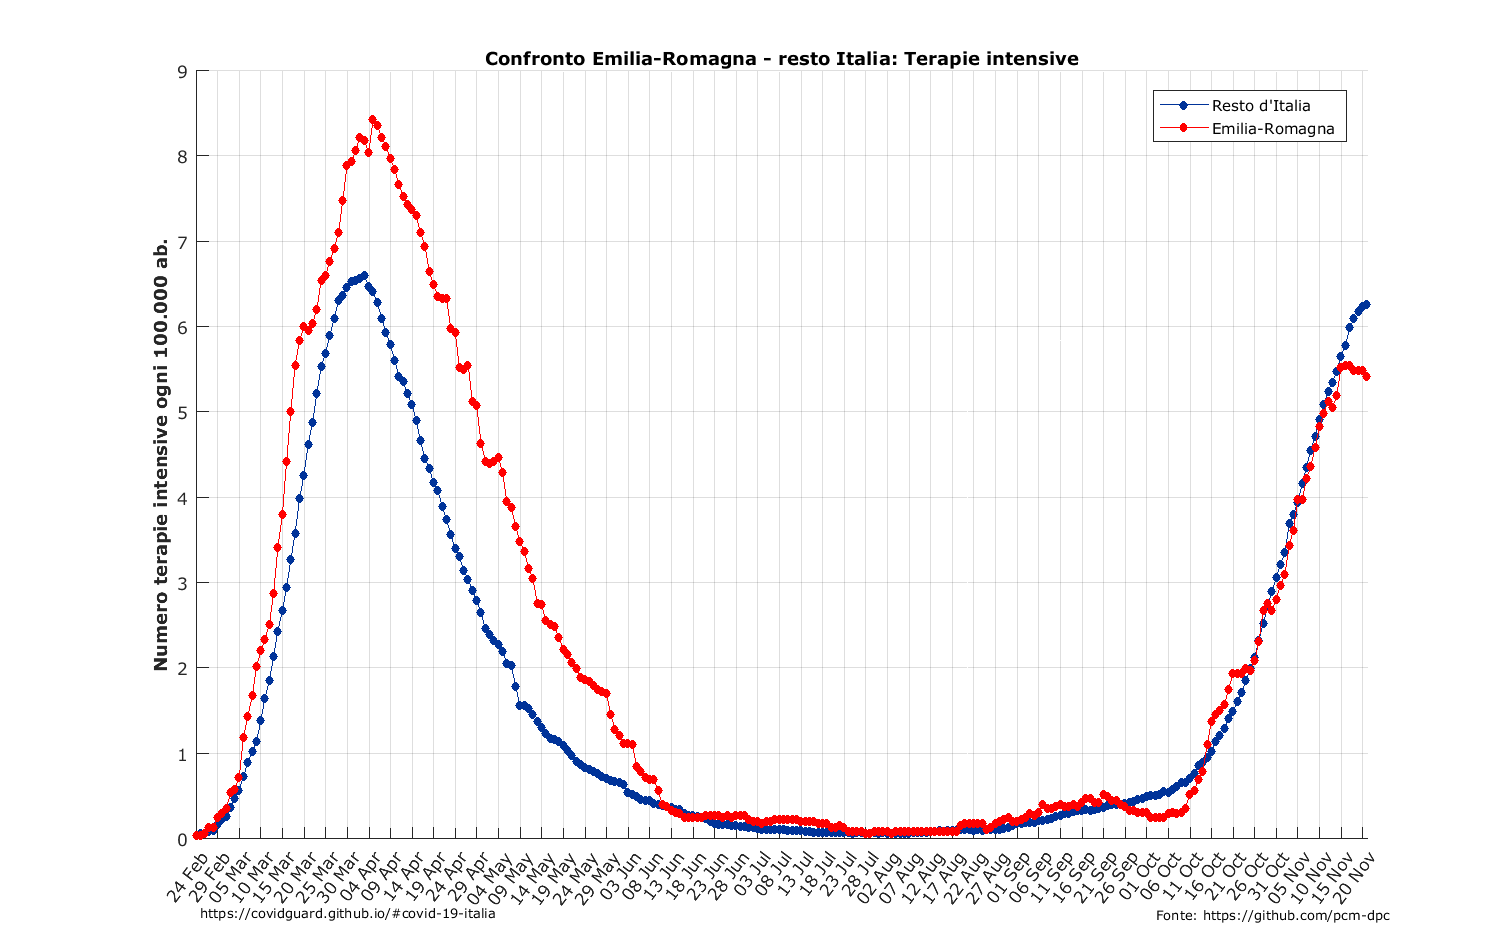 Confronto Emilia-Romagna - resto Italia: Terapie intensive
Resto d'Italia
Emilia-Romagna
Numero terapie intensive ogni 100.000 ab.
9
8
7
6
5
4
3
2
1
0
24 Feb
29 Feb
05 Mar
10 Mar
15 Mar
20 Mar
25 Mar
30 Mar
04 Apr
09 Apr
14 Apr
19 Apr
24 Apr
29 Apr
04 May
09 May
14 May
19 May
24 May
29 May
03 Jun
08 Jun
13 Jun
18 Jun
23 Jun
28 Jun
03 Jul
08 Jul
13 Jul
18 Jul
23 Jul
28 Jul
02 Aug
07 Aug
12 Aug
17 Aug
22 Aug
27 Aug
01 Sep
06 Sep
11 Sep
16 Sep
21 Sep
26 Sep
01 Oct
06 Oct
11 Oct
16 Oct
21 Oct
26 Oct
31 Oct
05 Nov
10 Nov
15 Nov
20 Nov
https://covidguard.github.io/#covid-19-italia
Fonte: https://github.com/pcm-dpc